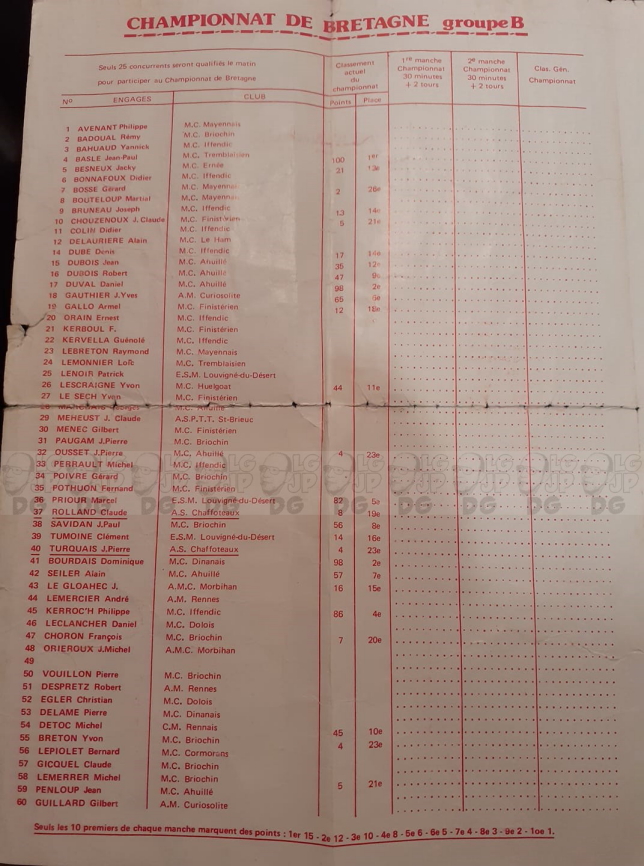 CHAMPIONNAT DE BRETAGNE groupe B
Seuls 25 concurrents seront qualifiés le matin
pour participer au Championnat de Bretagne
Classement
actuel
du
championnat
1re manche
Championnat
30 minutes
+ 2 tours
2e manche
Championnat
30 minutes
+ 2 tours
Clas. Gén.
Championnat
No ENGAGES CLUB Points Place
1 AVENANT Philippe M.C. Mayennais
2 BADOUAL Rémy M.C. Briochin
3 BAHUAUD Yannick M.C. Iffendic
4 BASLE Jean-Paul M.C. Tremblaisien 100 1er
5 BESNEUX Jacky M.C. Ernée 31 13e
6 BONNAFOUX Didier M.C. Iffendic
7 BOSSE Gérard M.C. Mayennais 2 26e
8 BOUTELOUP Martial M.C. Mayennais
9 BRUNEAU Joseph M.C. Iffendic 13 14e
10 CHOUZENOUX J. Claude M.C. Finistérien 5 21e
11 COLIN Didier M.C. Iffendic
12 DELAURIERE Alain M.C. Le Ham
14 DUBE Denis M.C. Iffendic 17 14e
15 DUBOIS Jean M.C. Ahuillé 35 12e
16 DUBOIS Robert M.C. Ahuillé 47 9e
17 DUVAL Daniel M.C. Ahuillé 98 2e
18 GAUTHIER J.Yves A.M. Curiosolite 65 6e
19 GALLO Armel M.C. Finistérien 12 18e
20 ORAIN Ernest M.C. Iffendic
21 KERBOUL F. M.C. Finistérien
22 KERVELLA Guénolé M.C. Iffendic
23 LEBRETON Raymond M.C. Mayennais
24 LEMONNIER Loïc M.C. Tremblaisien
25 LENOIR Patrick E.S.M. Louvigné-du-Désert
26 LESCRAIGNE Yvon M.C. Huelgoat 44 11e
27 LE SECH Yvon M.C. Finistérien
28 M.C. Ahuillé
29 MEHEUST J. Claude A.S.P.T.T. St-Brieuc
30 MENEC Gilbert M.C. Finistérien
31 PAUGAM J.Pierre M.C. Briochin
32 OUSSET J.Pierre M.C. Ahuillé 4 23e
33 PERRAULT Michel M.C. Iffendic
34 POIVRE Gérard M.C. Briochin
35 POTHUON Fernand M.C. Finistérien
36 PRIOUR Marcel E.S.M. Louvigné-du-Désert 82 5e
37 ROLLAND Claude A.S. Chaffoteaux 8 19e
38 SAVIDAN J.Paul M.C. Briochin 56 8e
39 TUMOINE Clément E.S.M. Louvigné-du-Désert 14 16e
40 TURQUAIS J.Pierre A.S. Chaffoteaux 4 23e
41 BOURDAIS Dominique M.C. Dinanais 98 2e
42 SEILER Alain M.C. Ahuillé 57 7e
43 LE GLOAHEC J. A.M.C. Morbihan 16 15e
44 LEMERCIER André A.M. Rennes
45 KERROC'H Philippe M.C. Iffendic 86 4e
46 LECLANCHER Daniel M.C. Dolois
47 CHORON François M.C. Briochin 7 20e
48 ORIEROUX J.Michel A.M.C. Morbihan
49
50 VOUILLON Pierre M.C. Briochin
51 DESPRETZ Robert A.M. Rennes
52 EGLER Christian M.C. Dolois
53 DELAME Pierre M.C. Dinanais
54 DETOC Michel C.M. Rennais 45 10e
55 BRETON Yvon M.C. Briochin 4 23e
56 LEPIOLET Bernard M.C. Cormorans
57 GICQUEL Claude M.C. Briochin
58 LEMERRER Michel M.C. Briochin 5 21e
59 PENLOUP Jean M.C. Ahuillé
60 GUILLARD Gilbert A.M. Curiosolite
Seuls les 10 premiers de chaque manche marquent des points : 1er 15 - 2e 12 - 3e 10 - 4e 8 - 5e 6 - 6e 5 - 7e 4 - 8e 3 - 9e 2 - 10e 1.